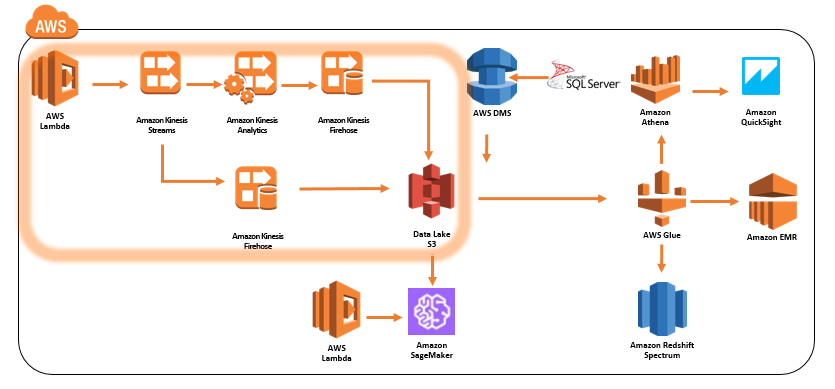 AWS
AWS
Lambda
Amazon Kinesis
Streams
Amazon Kinesis
Analytics
Amazon Kinesis
Firehose
AWS DMS
Microsoft
SQL Server
Amazon
Athena
Amazon
QuickSight
Amazon Kinesis
Firehose
Data Lake
S3
AWS Glue
Amazon EMR
AWS
Lambda
Amazon
SageMaker
Amazon Redshift
Spectrum